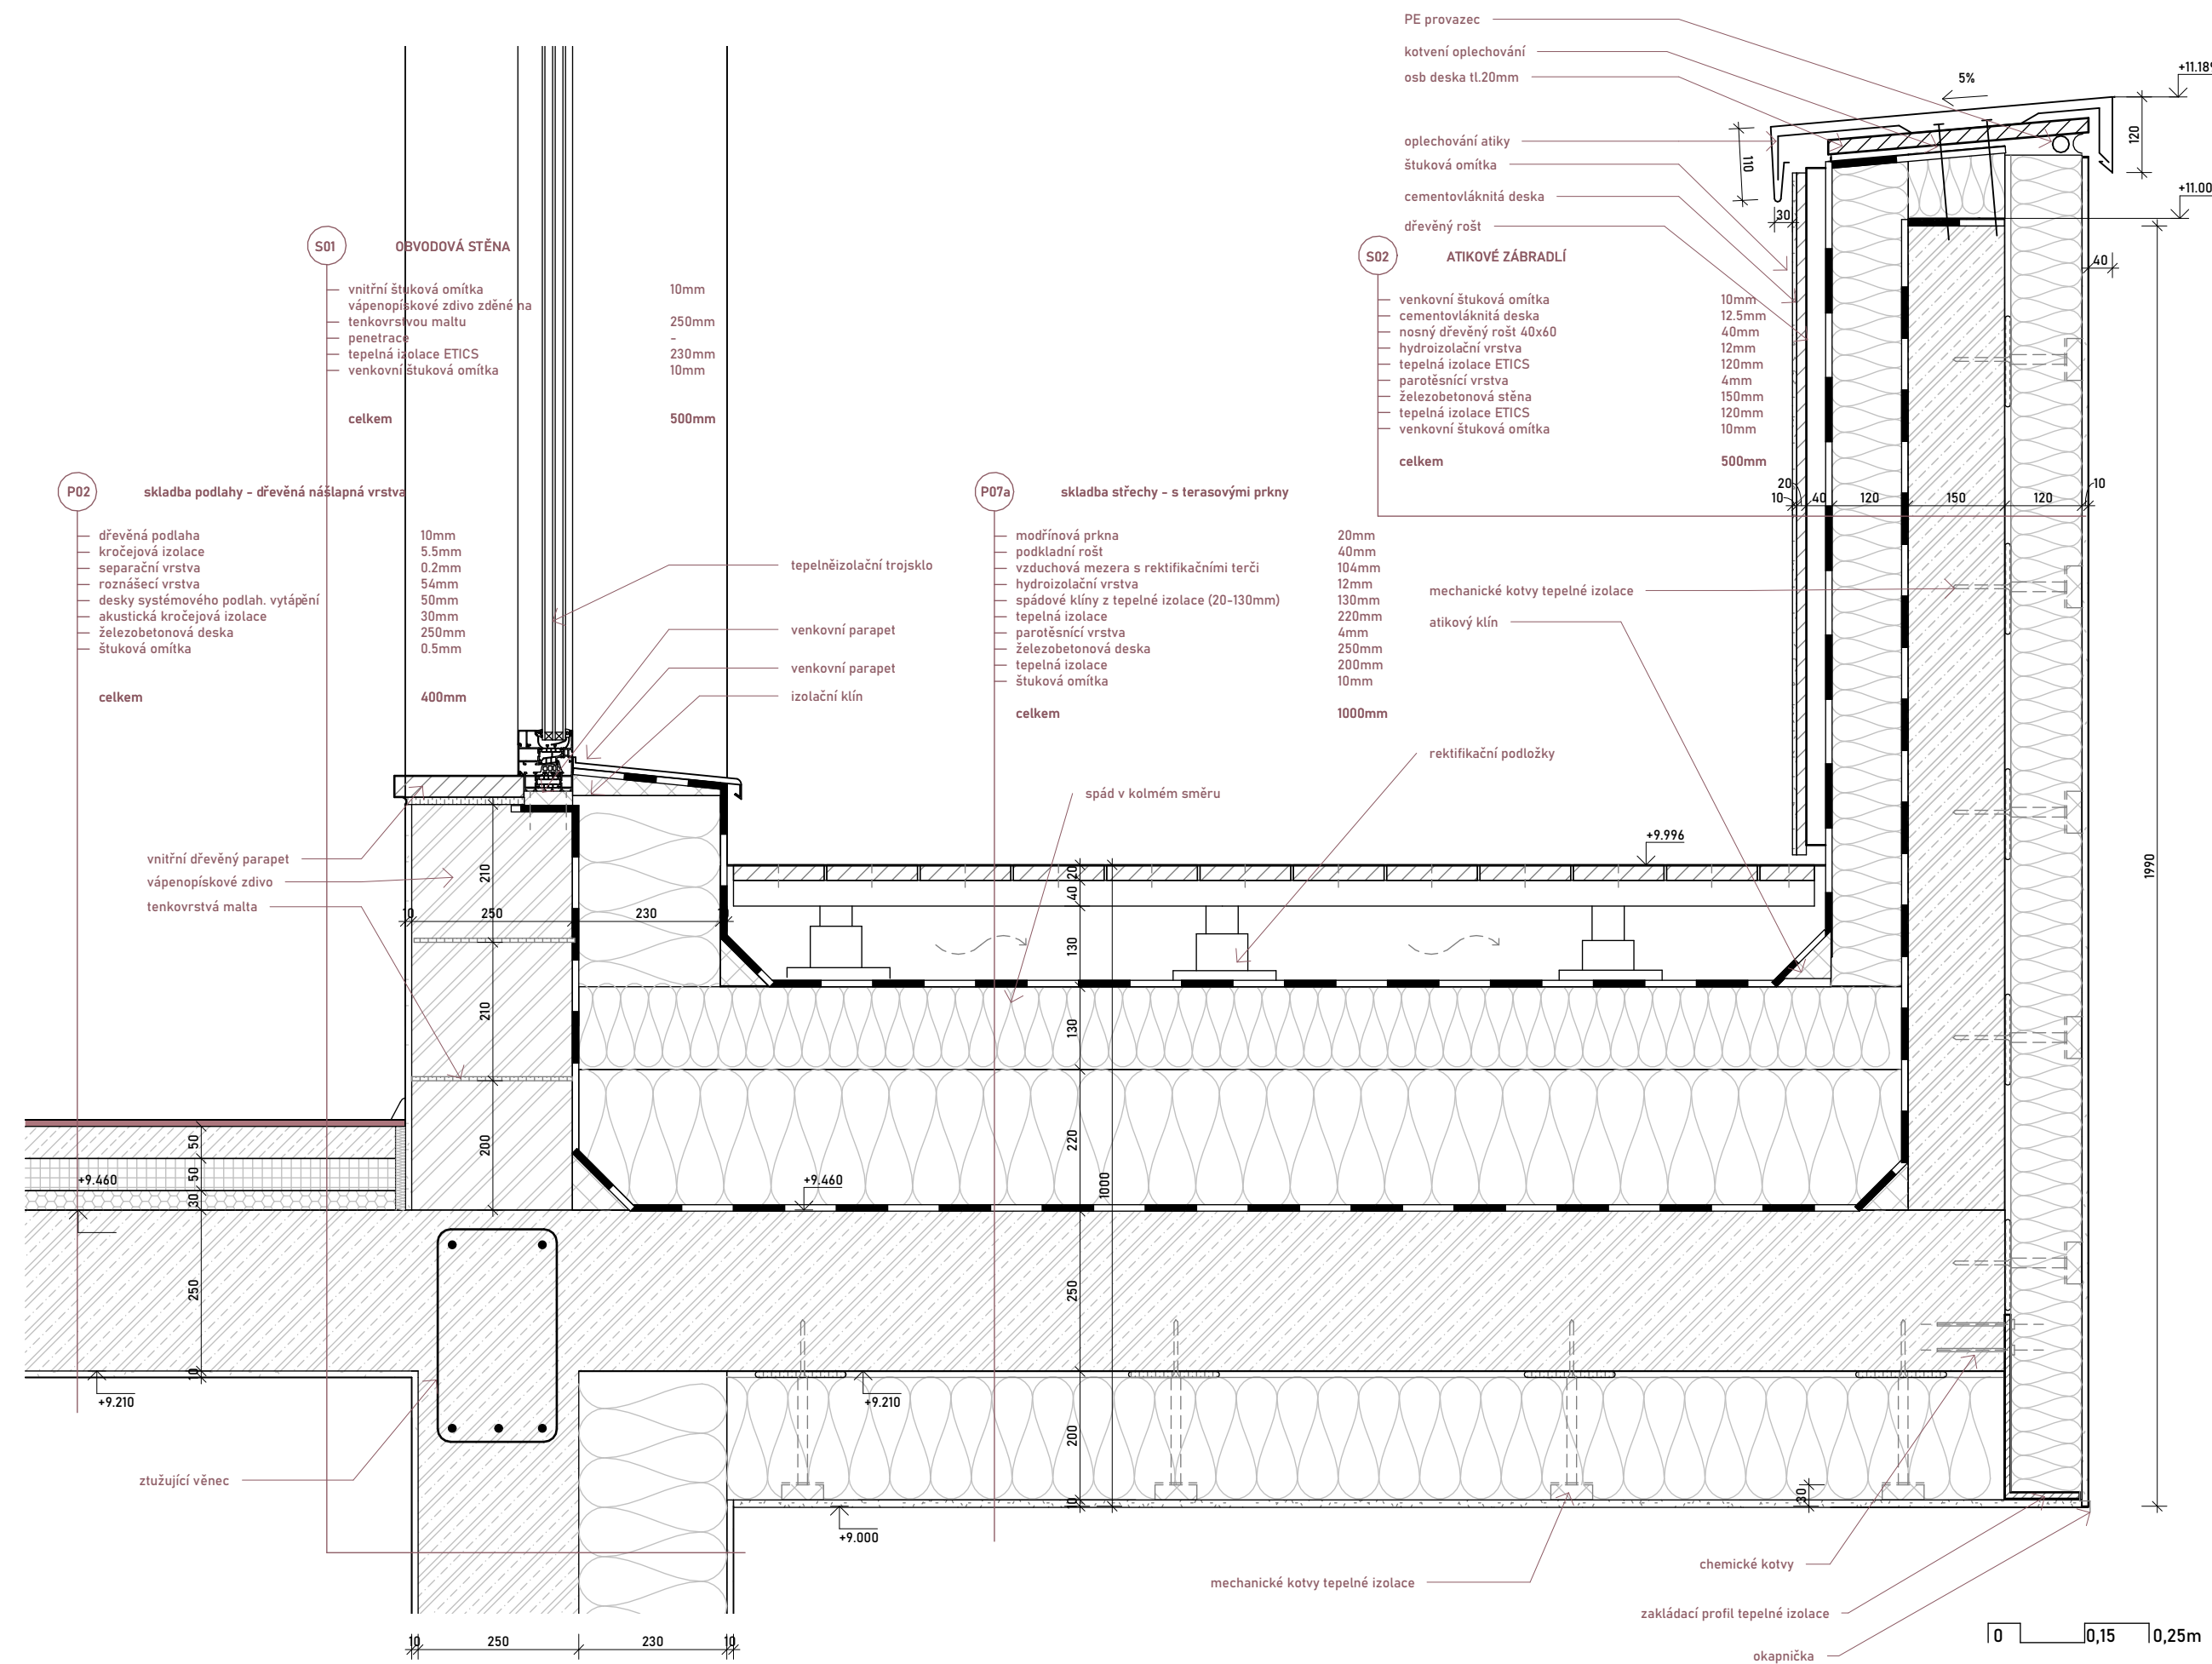 PE provazec
kotvení oplechování
osb deska tl.20mm
oplechování atiky
štuková omítka
cementovláknitá deska
dřevěný rošt
5%
+11.18
120
110
30
+11.00
40
S01 OBVODOVÁ STĚNA
vnitřní štuková omítka 10mm
vápenopískové zdivo zděné na
tenkovrstvou maltu 250mm
penetrace -
tepelná izolace ETICS 230mm
venkovní štuková omítka 10mm
celkem 500mm
S02 ATIKOVÉ ZÁBRADLÍ
venkovní štuková omítka 10mm
cementovláknitá deska 12.5mm
nosný dřevěný rošt 40x60 40mm
hydroizolační vrstva 12mm
tepelná izolace ETICS 120mm
parotěsnící vrstva 4mm
železobetonová stěna 150mm
tepelná izolace ETICS 120mm
venkovní štuková omítka 10mm
celkem 500mm
20
10 40 120 150 120 10
P02 skladba podlahy - dřevěná nášlapná vrstva
dřevěná podlaha 10mm
kročejová izolace 5.5mm
separační vrstva 0.2mm
roznášecí vrstva 54mm
desky systémového podlah. vytápění 50mm
akustická kročejová izolace 30mm
železobetonová deska 250mm
štuková omítka 0.5mm
celkem 400mm
P07a skladba střechy - s terasovými prkny
modřínová prkna 20mm
podkladní rošt 40mm
vzduchová mezera s rektifikačními terči 104mm
hydroizolační vrstva 12mm
spádové klíny z tepelné izolace (20-130mm) 130mm
tepelná izolace 220mm
parotěsnící vrstva 4mm
železobetonová deska 250mm
tepelná izolace 200mm
štuková omítka 10mm
celkem 1000mm
tepelněizolační trojsklo
venkovní parapet
venkovní parapet
izolační klín
mechanické kotvy tepelné izolace
atikový klín
rektifikační podložky
spád v kolmém směru
+9.996
vnitřní dřevěný parapet
vápenopískové zdivo
tenkovrstvá malta
210
10 250 230 10
210
200
20
40
130
130
220
1000
250
200
10
1990
50
50
30
250
10
+9.460
+9.460
+9.210
+9.210
+9.000
30
ztužující věnec
mechanické kotvy tepelné izolace
chemické kotvy
zakládací profil tepelné izolace
okapnička
10 250 230 10
0 0,15 0,25m